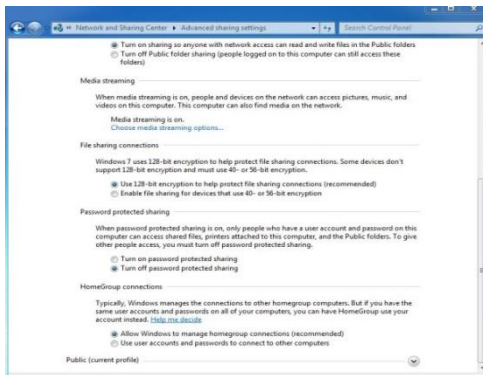 Network and Sharing Center ▸ Advanced sharing settings
Search Control Panel
Turn on sharing so anyone with network access can read and write files in the Public folders
Turn off Public folder sharing (people logged on to this computer can still access these
folders)
Media streaming
When media streaming is on, people and devices on the network can access pictures, music, and
videos on this computer. This computer can also find media on the network.
Media streaming is on.
Choose media streaming options...
File sharing connections
Windows 7 uses 128-bit encryption to help protect file sharing connections. Some devices don't
support 128-bit encryption and must use 40- or 56-bit encryption.
Use 128-bit encryption to help protect file sharing connections (recommended)
Enable file sharing for devices that use 40- or 56-bit encryption
Password protected sharing
When password protected sharing is on, only people who have a user account and password on this
computer can access shared files, printers attached to this computer, and the Public folders. To give
other people access, you must turn off password protected sharing.
Turn on password protected sharing
Turn off password protected sharing
HomeGroup connections
Typically, Windows manages the connections to other homegroup computers. But if you have the
same user accounts and passwords on all of your computers, you can have HomeGroup use your
account instead. Help me decide
Allow Windows to manage homegroup connections (recommended)
Use user accounts and passwords to connect to other computers
Public (current profile)